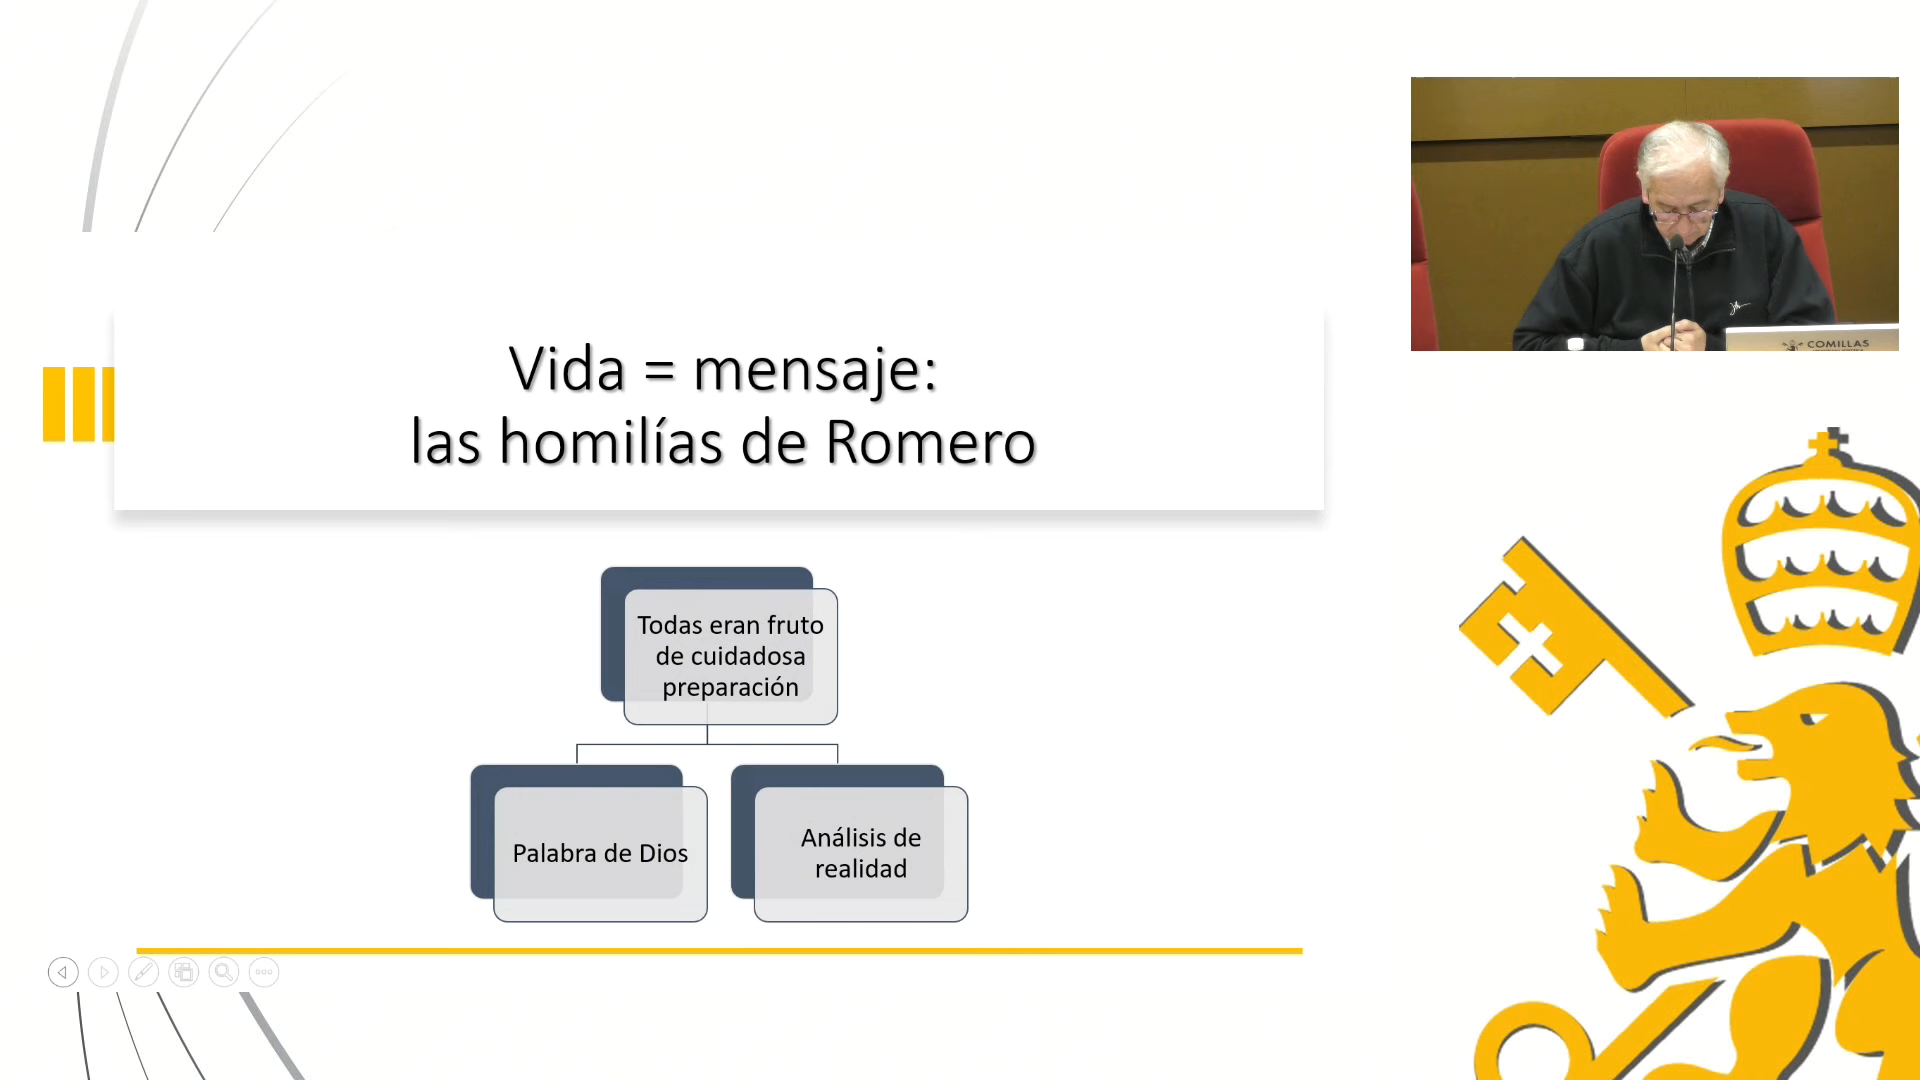 Vida = mensaje:
las homilías de Romero
Todas eran fruto
de cuidadosa
preparación
Palabra de Dios
Análisis de
realidad
COMILLAS